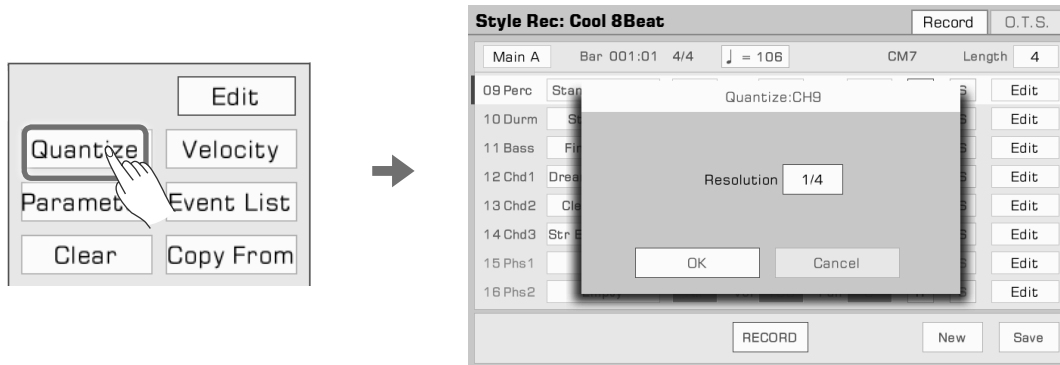 Edit
Quantize Velocity
Event List
Clear Copy From
Style Rec: Cool 8Beat Record O.T.S.
Main A Bar 001:01 4/4 ♩ = 106 CM7 Length 4
09 Perc Edit
10 Durm Edit
11 Bass Edit
12 Chd1 Edit
13 Chd2 Edit
14 Chd3 Str Edit
15 Phs1 Edit
16 Phs2 Edit
Quantize:CH9
Resolution 1/4
OK Cancel
RECORD New Save